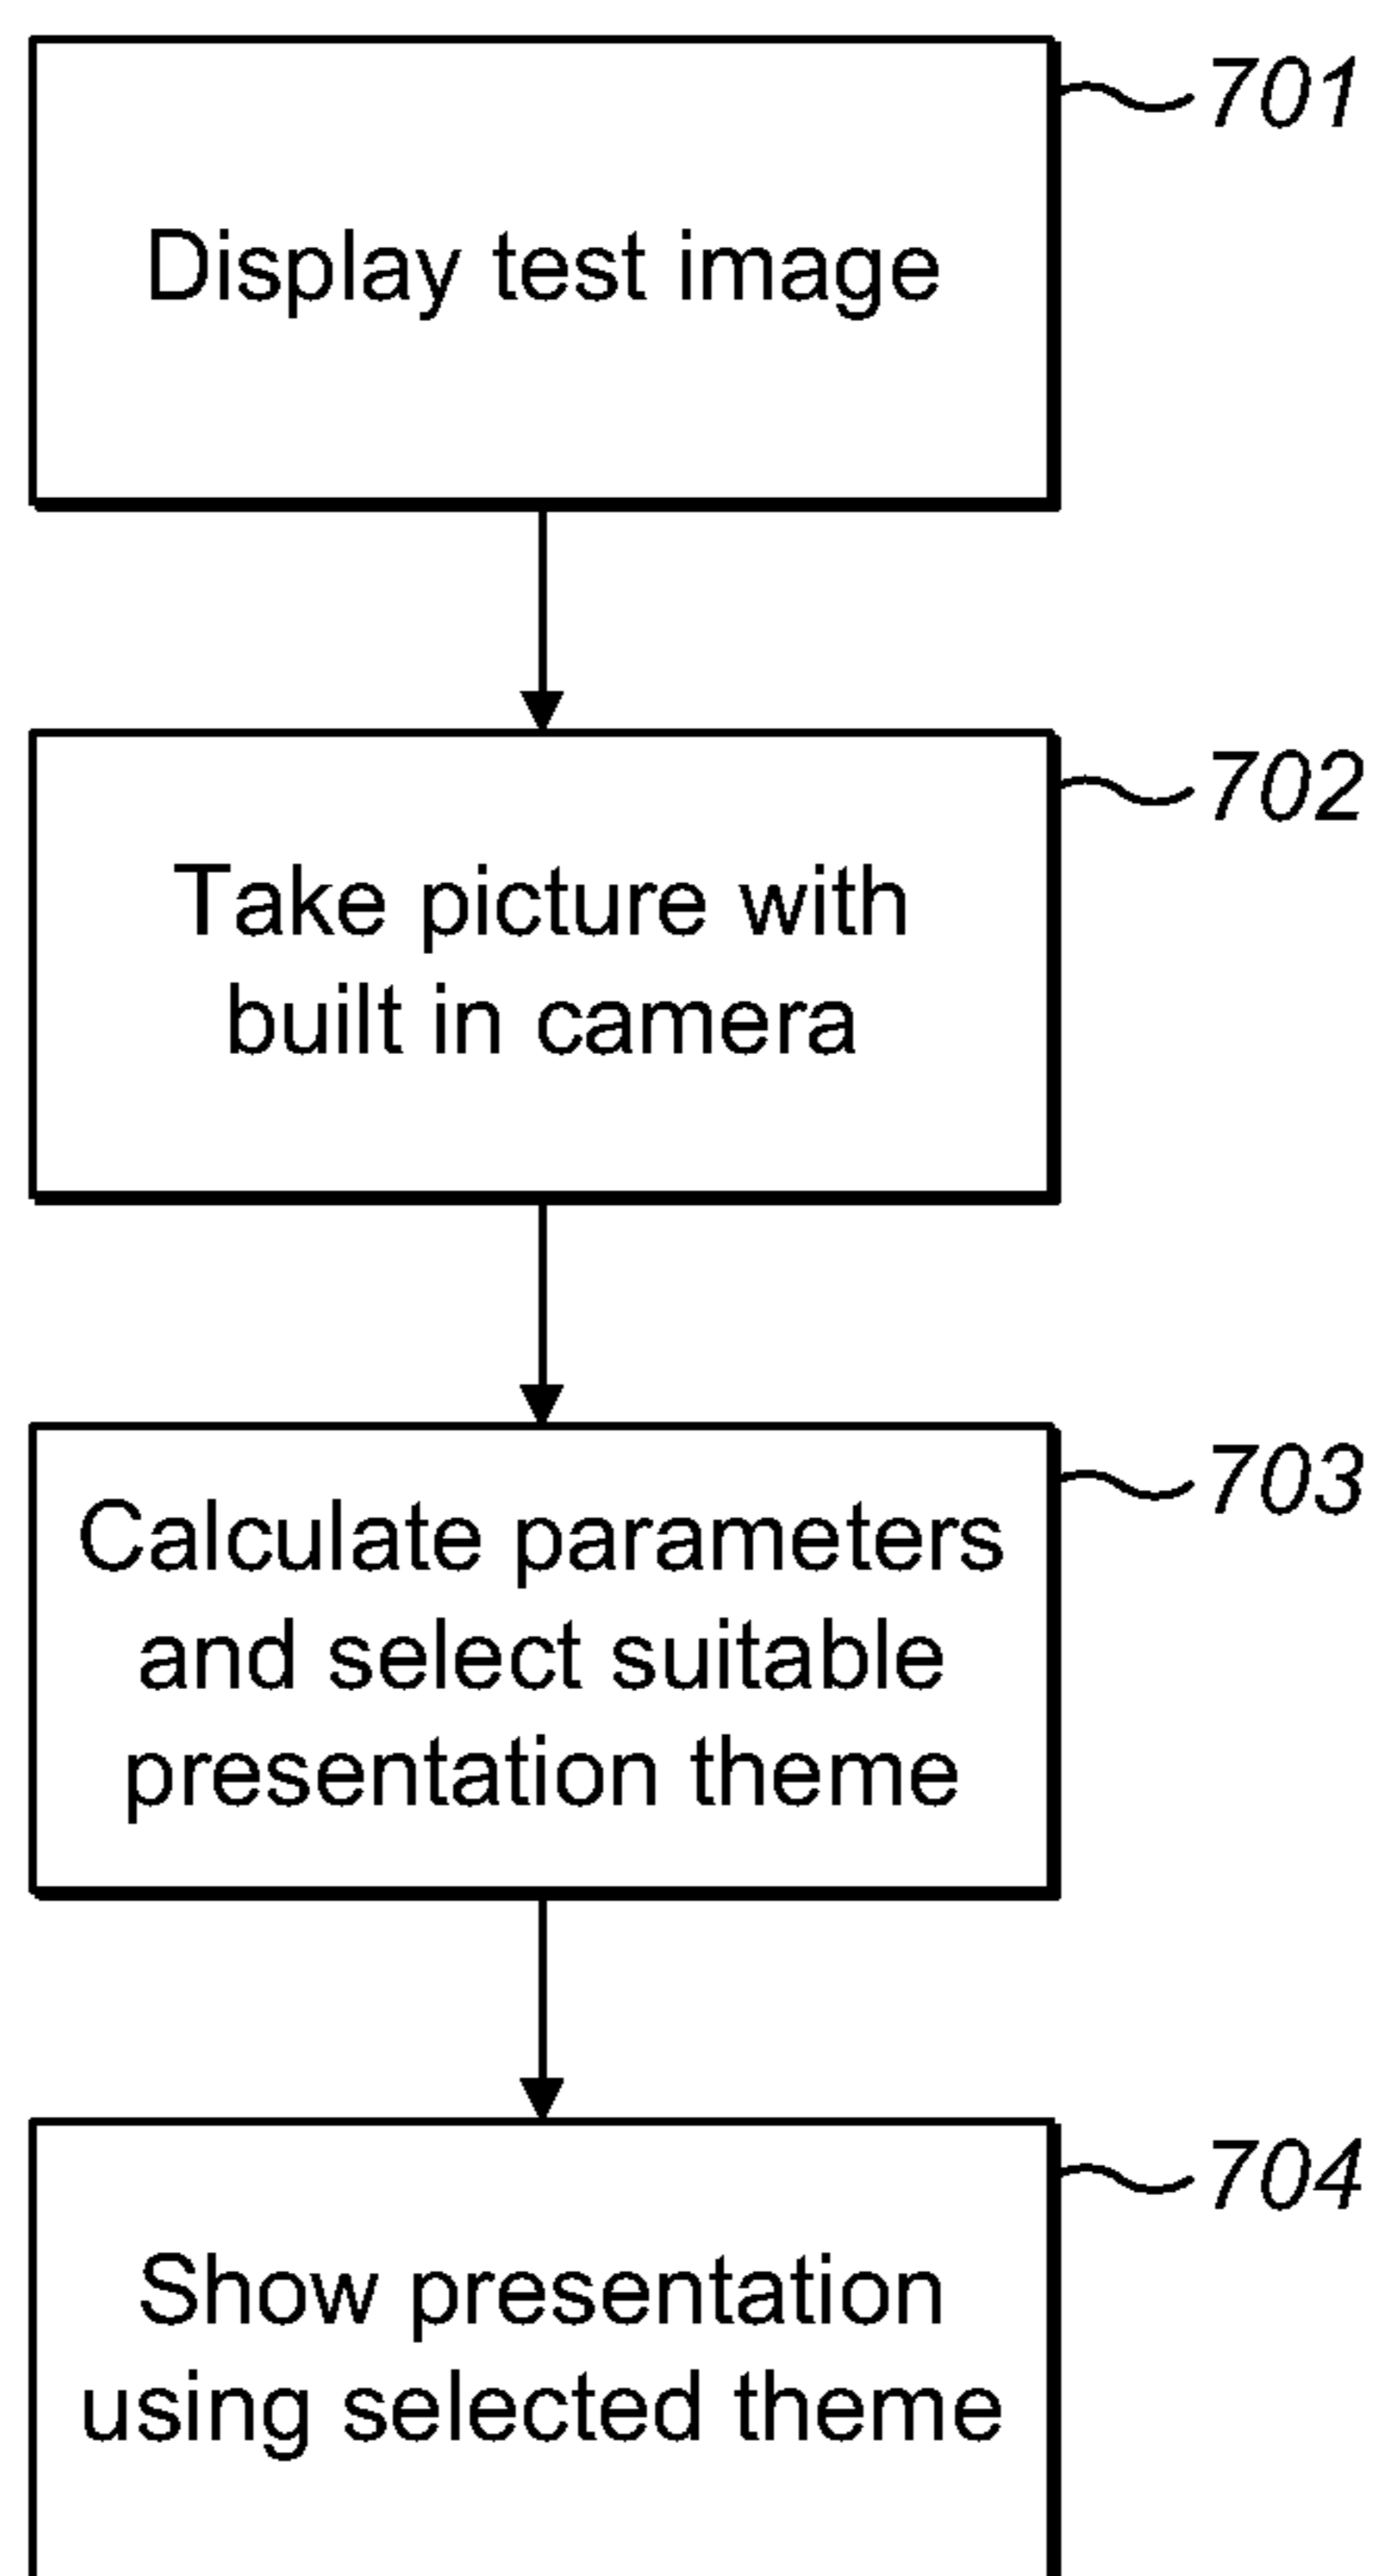 701
Display test image
702
Take picture with
built in camera
703
Calculate parameters
and select suitable
presentation theme
704
Show presentation
using selected theme